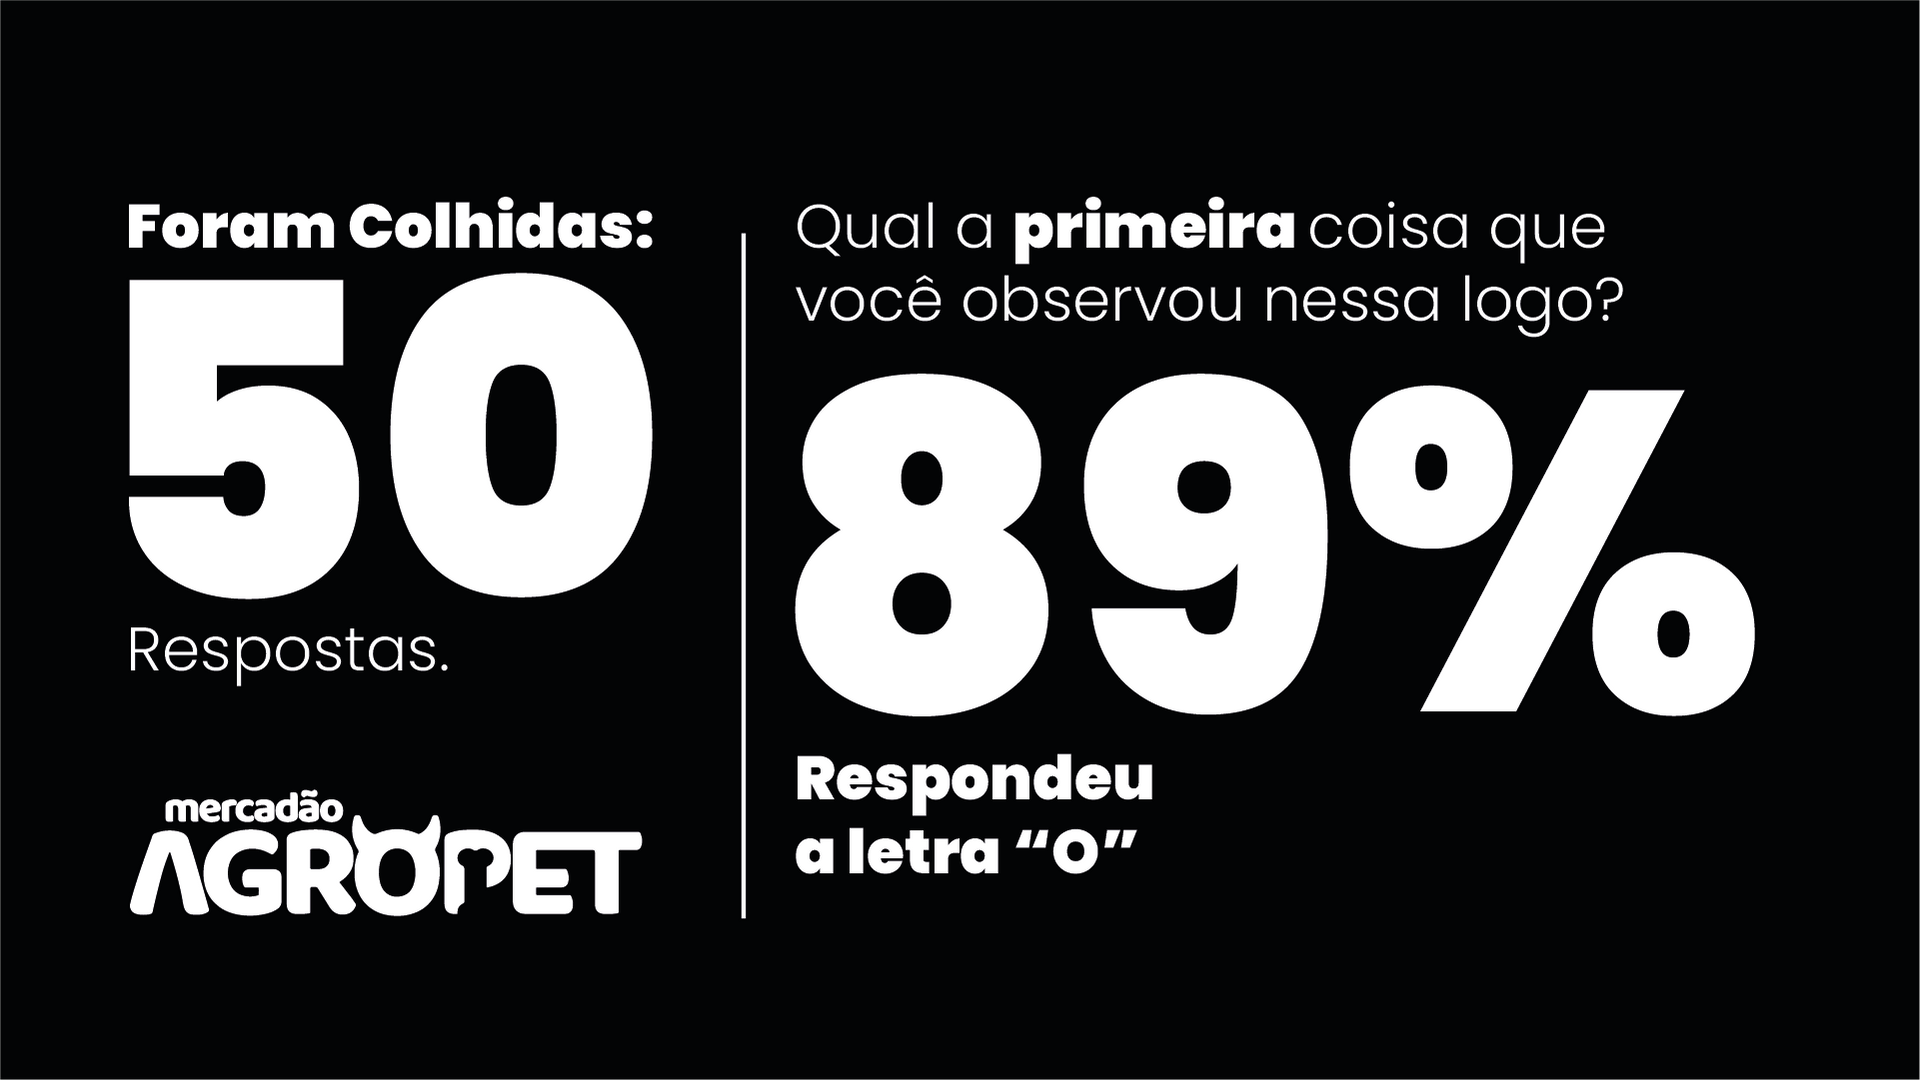 Foram Colhidas:
50
Respostas.
mercadão
AGROPET
Qual a primeira coisa que
você observou nessa logo?
89%
Respondeu
a letra “O”